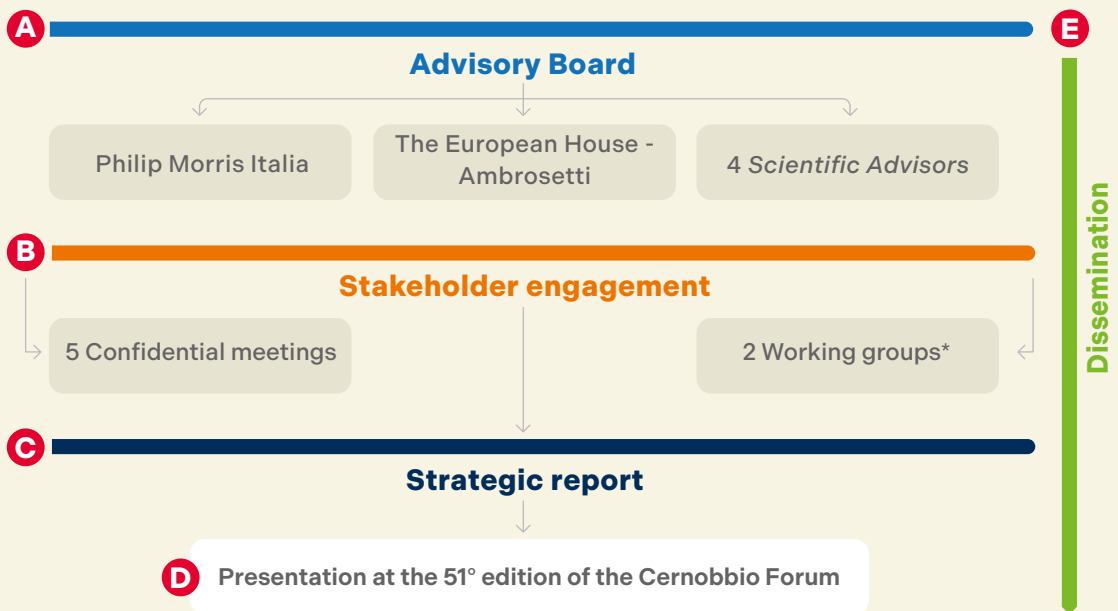 A
E
Advisory Board
Philip Morris Italia
The European House -
Ambrosetti
4 Scientific Advisors
Dissemination
B
Stakeholder engagement
5 Confidential meetings
2 Working groups*
C
Strategic report
D
Presentation at the 51° edition of the Cernobbio Forum